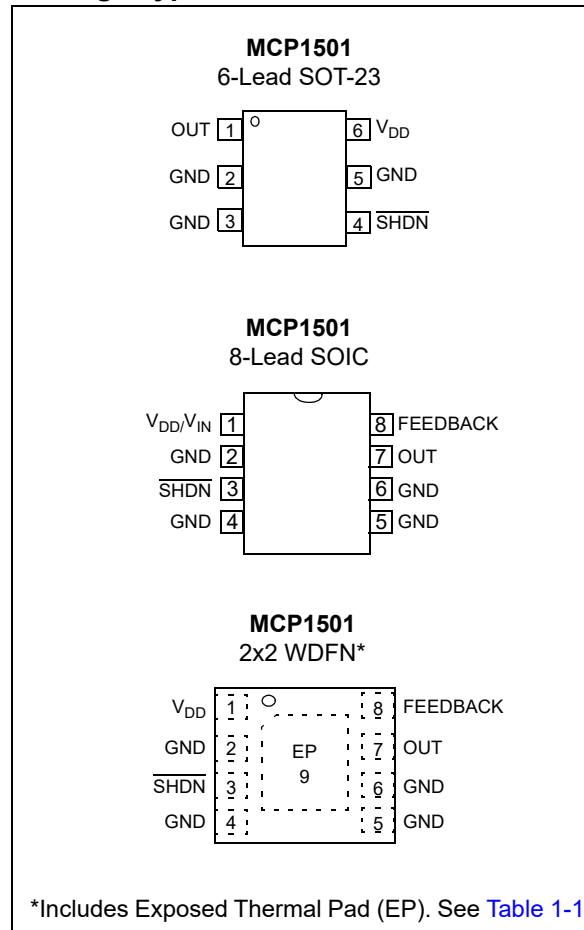 MCP1501
6-Lead SOT-23
OUT 1 6 VDD
GND 2 5 GND
GND 3 4 SHDN
MCP1501
8-Lead SOIC
VDD/VIN 1 8 FEEDBACK
GND 2 7 OUT
SHDN 3 6 GND
GND 4 5 GND
MCP1501
2x2 WDFN*
VDD 1 8 FEEDBACK
GND 2 EP 7 OUT
SHDN 3 9 6 GND
GND 4 5 GND
*Includes Exposed Thermal Pad (EP). See Table 1-1